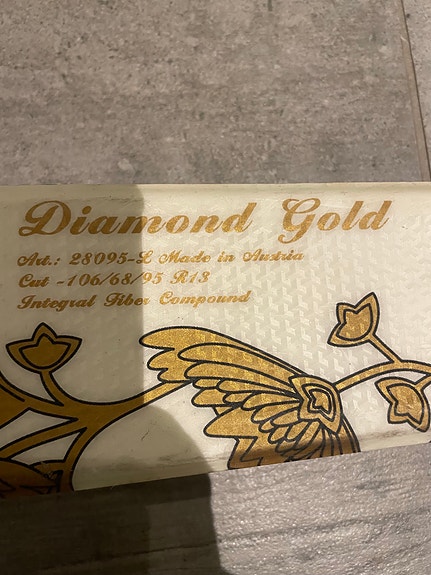 Diamond Gold
Art.: 28095-L Made in Austria
Cut -106/68/95 R13
Integral Fiber Compound